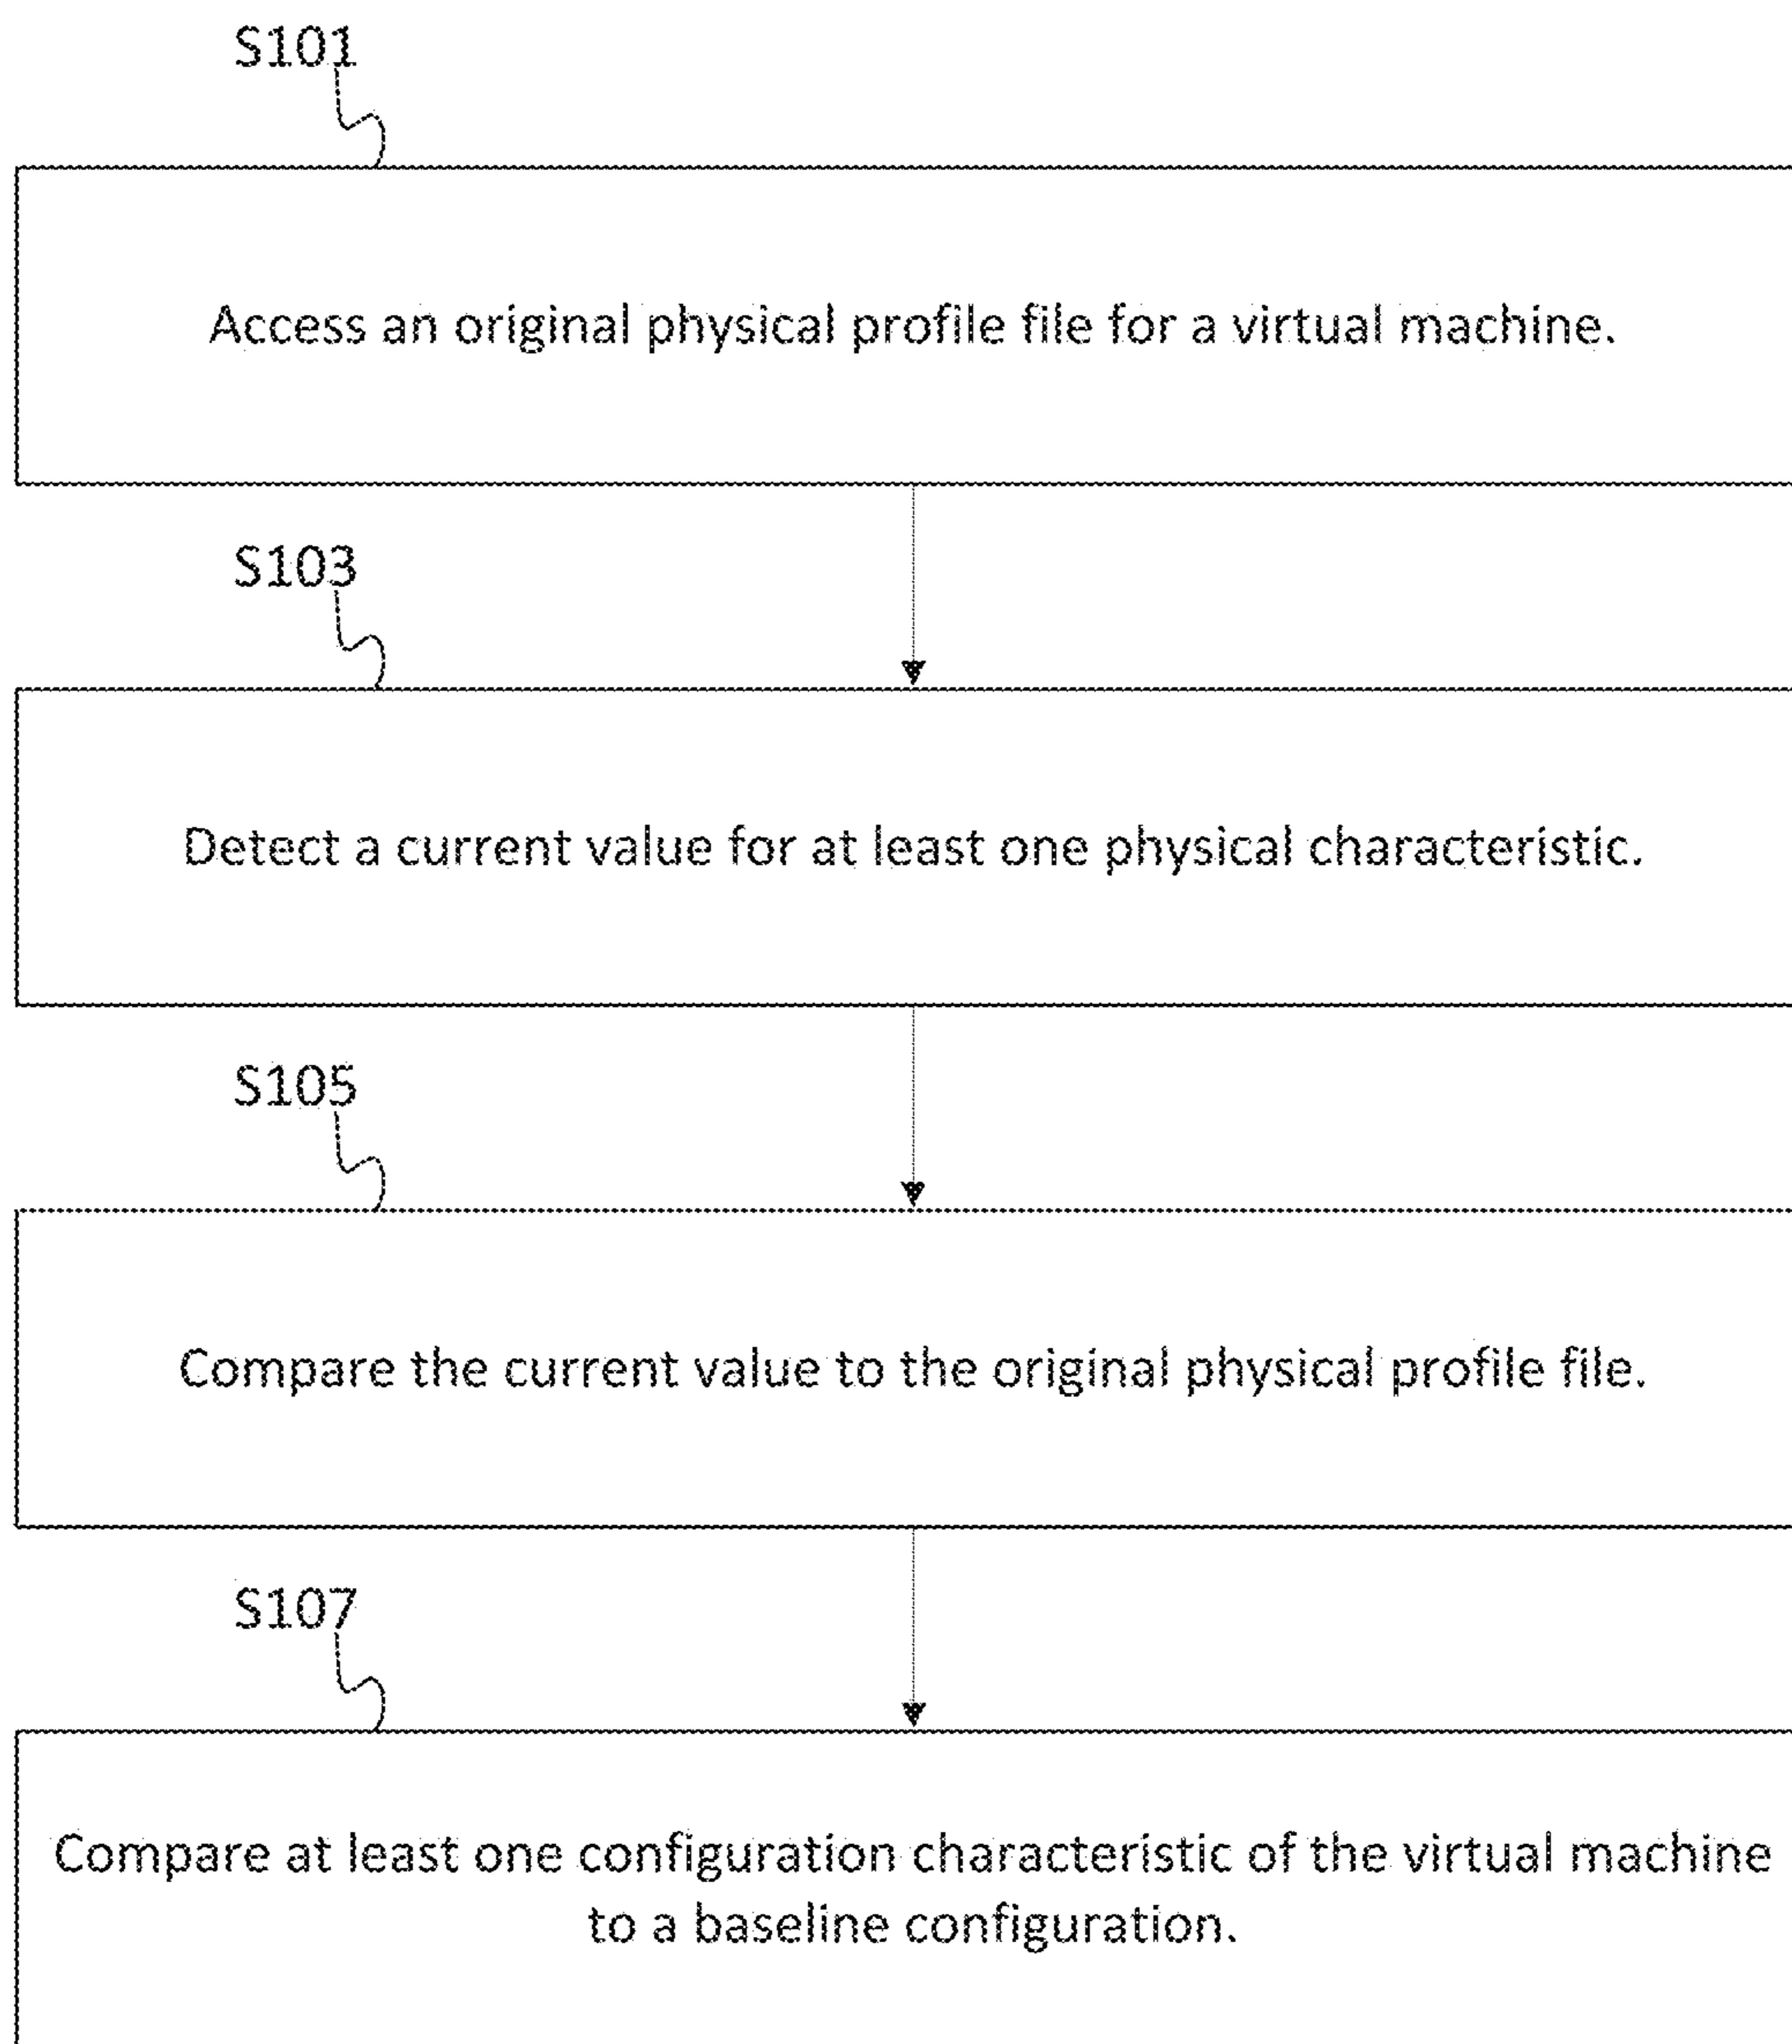 S101
Access an original physical profile file for a virtual machine.
S103
Detect a current value for at least one physical characteristic.
S105
Compare the current value to the original physical profile file.
S107
Compare at least one configuration characteristic of the virtual machine
to a baseline configuration.